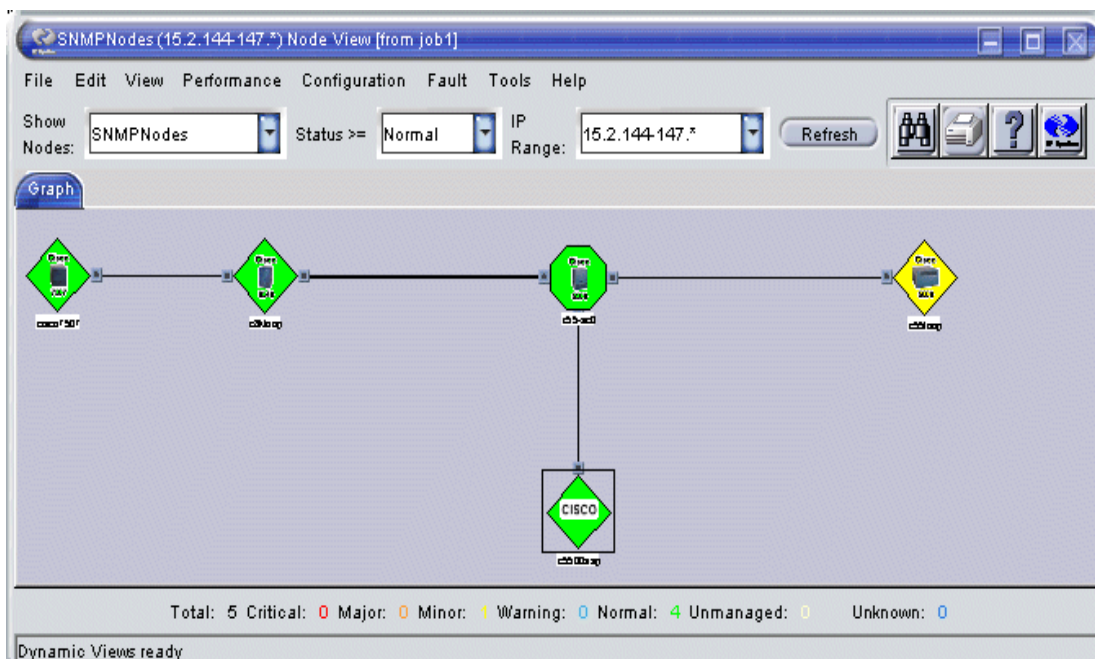 SNMPNodes (15.2.144-147.*) Node View [from job1]
File Edit View Performance Configuration Fault Tools Help
Show Nodes: SNMPNodes Status >= Normal IP Range: 15.2.144-147.* Refresh
Graph
CISCO
Total: 5 Critical: 0 Major: 0 Minor: 1 Warning: 0 Normal: 4 Unmanaged: 0 Unknown: 0
Dynamic Views ready